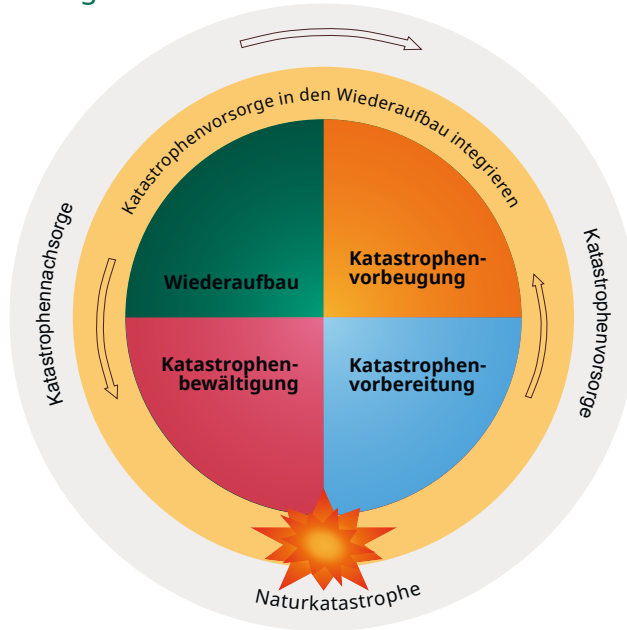 Katastrophenvorsorge in den Wiederaufbau integrieren
Katastrophennachsorge
Katastrophenvorsorge
Wiederaufbau
Katastrophen-
vorbeugung
Katastrophen-
bewältigung
Katastrophen-
vorbereitung
Naturkatastrophe